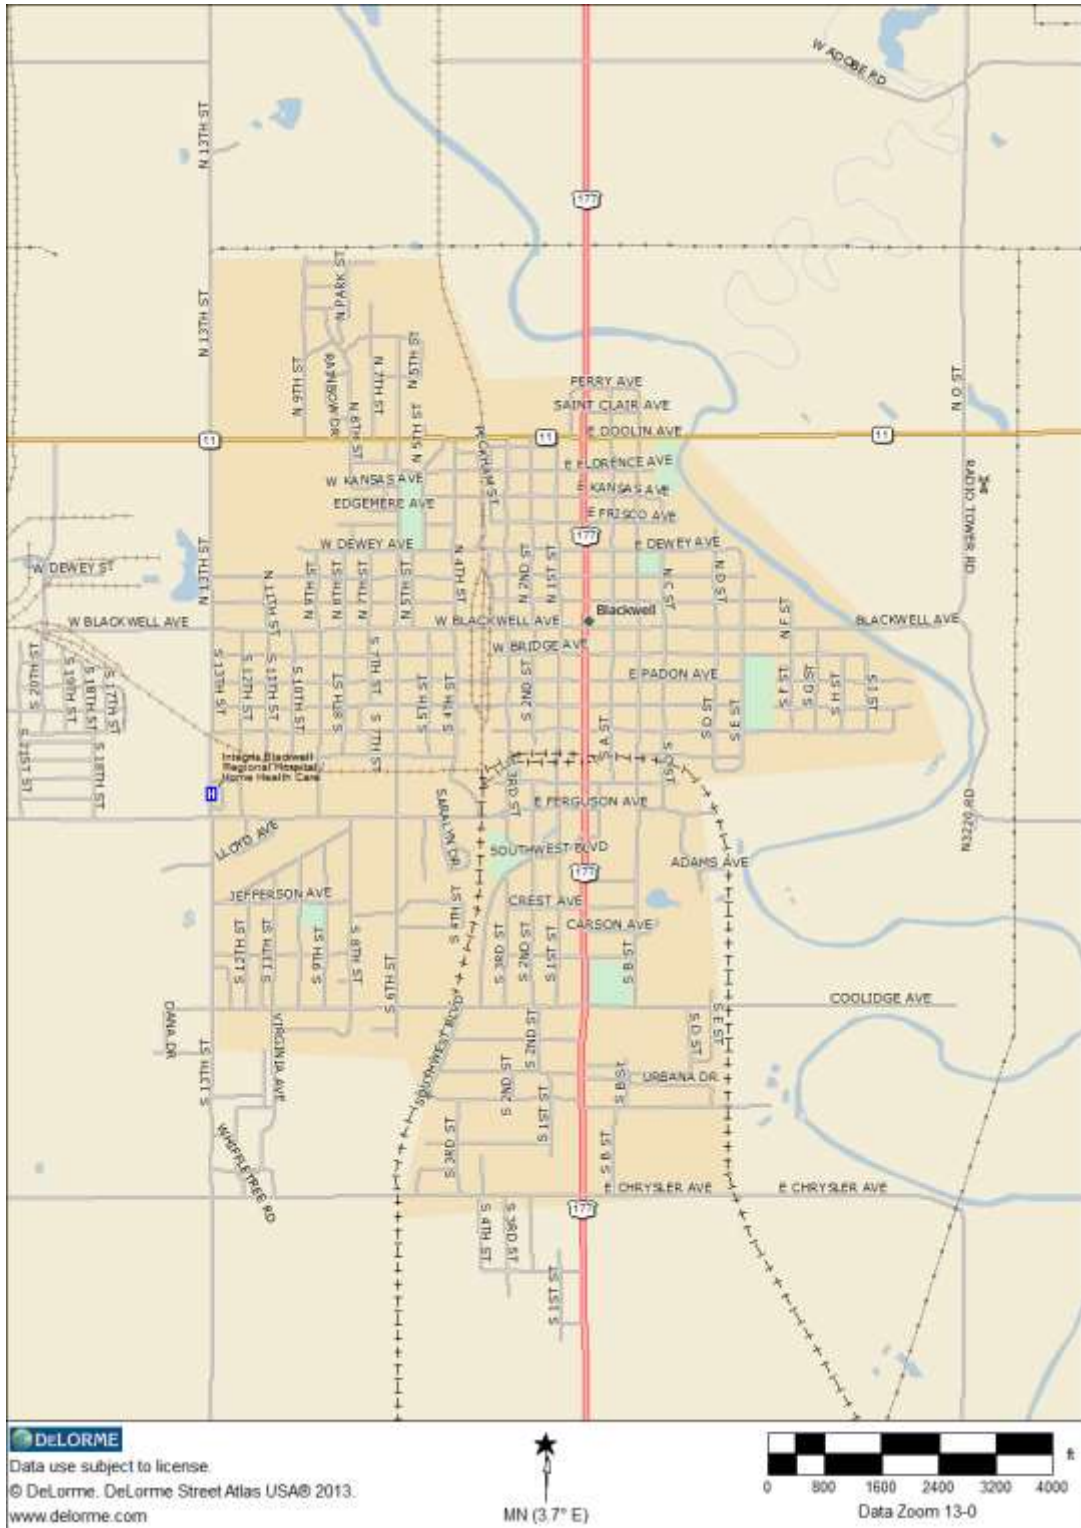 W ADOBE RD
N 13TH ST
177
N PARK ST
N 13TH ST
N 5TH ST
N 7TH ST
RAINBOW DR
N 9TH ST
FERRY AVE
SAINT CLAIR AVE
N O ST
N 8TH ST
N 5TH ST
E DOOLIN AVE
11
11
11
PECKHAM ST
E FLORENCE AVE
W KANSAS AVE
E KANSAS AVE
RADIO TOWER RD
EDGEMERE AVE
E FRISCO AVE
177
W DEWEY AVE
E DEWEY AVE
W DEWEY ST
N 13TH ST
N 11TH ST
N 9TH ST
N 8TH ST
N 7TH ST
N 5TH ST
N 4TH ST
N 2ND ST
N 1ST ST
N C ST
N D ST
N F ST
Blackwell
W BLACKWELL AVE
W BLACKWELL AVE
BLACKWELL AVE
W BRIDGE AVE
E PADON AVE
S 20TH ST
S 19TH ST
S 18TH ST
S 17TH ST
S 13TH ST
S 12TH ST
S 11TH ST
S 10TH ST
S 8TH ST
S 7TH ST
S 5TH ST
S 4TH ST
S 2ND ST
S A ST
S D ST
S E ST
S F ST
S G ST
S H ST
S I ST
S 21ST ST
S 18TH ST
S 7TH ST
Integris Blackwell
Regional Hospital
Home Health Care
H
3RD ST
S C ST
E FERGUSON AVE
N3220 RD
LLOYD AVE
SARALYN DR
SOUTHWEST BLVD
ADAMS AVE
177
JEFFERSON AVE
CREST AVE
CARSON AVE
S 4TH ST
S 12TH ST
S 11TH ST
S 9TH ST
S 8TH ST
S 6TH ST
S 3RD ST
S 2ND ST
S 1ST ST
S B ST
COOLIDGE AVE
DANA DR
VIRGINIA AVE
SOUTHWEST BLVD
S 2ND ST
S D ST
S E ST
S 13TH ST
S 2ND ST
S B ST
URBANA DR
S 1ST ST
S 3RD ST
S B ST
WHIFFLETREE RD
E CHRYSLER AVE
E CHRYSLER AVE
177
S 4TH ST
S 3RD ST
S 1ST ST
DELORME
Data use subject to license.
© DeLorme. DeLorme Street Atlas USA® 2013.
www.delorme.com
MN (3.7° E)
ft
0 800 1600 2400 3200 4000
Data Zoom 13-0